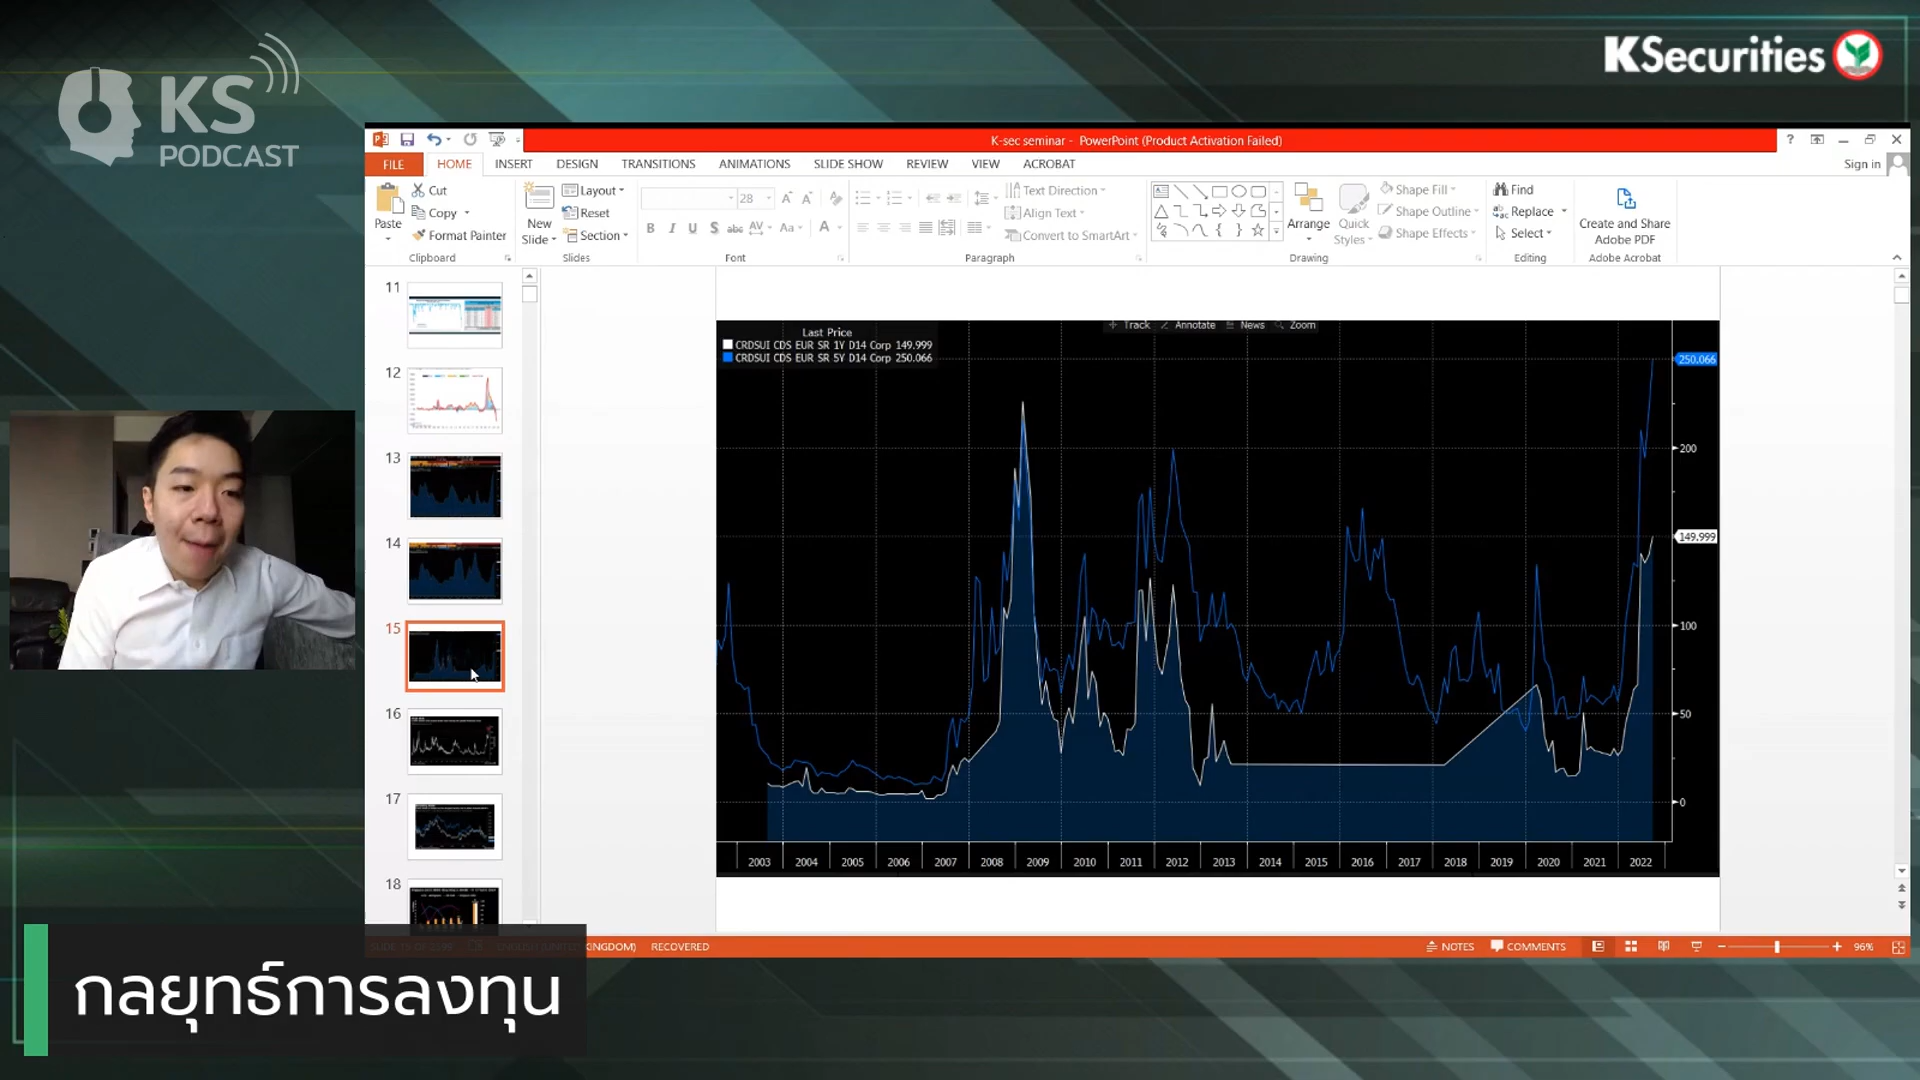 KS
PODCAST
KSecurities
K-sec seminar - PowerPoint (Product Activation Failed)
?
FILE
HOME
INSERT
DESIGN
TRANSITIONS
ANIMATIONS
SLIDE SHOW
REVIEW
VIEW
ACROBAT
Sign in
Paste
Cut
Copy
Format Painter
Clipboard
New
Slide
Layout
Reset
Section
Slides
28
B I U S abc AV Aa A
Font
Text Direction
Align Text
Convert to SmartArt
Paragraph
Arrange
Quick
Styles
Shape Fill
Shape Outline
Shape Effects
Drawing
Find
Replace
Select
Editing
Create and Share
Adobe PDF
Adobe Acrobat
11
12
13
14
15
16
17
18
Last Price
CRDSUI CDS EUR SR 1Y D14 Corp 149.999
CRDSUI CDS EUR SR 5Y D14 Corp 250.066
Track
Annotate
News
Zoom
250.066
200
149.999
100
50
0
2003 2004 2005 2006 2007 2008 2009 2010 2011 2012 2013 2014 2015 2016 2017 2018 2019 2020 2021 2022
KINGDOM)
RECOVERED
NOTES
COMMENTS
96%
กลยุทธ์การลงทุน